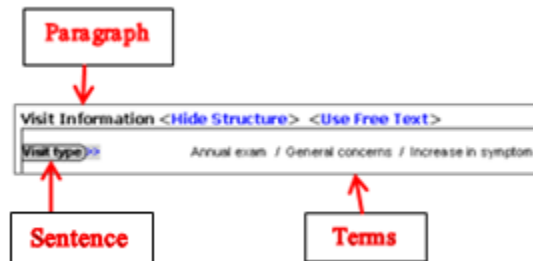 Paragraph
Visit Information <Hide Structure> <Use Free Text>
Visit type >> Annual exam / General concerns / Increase in symptom
Sentence Terms